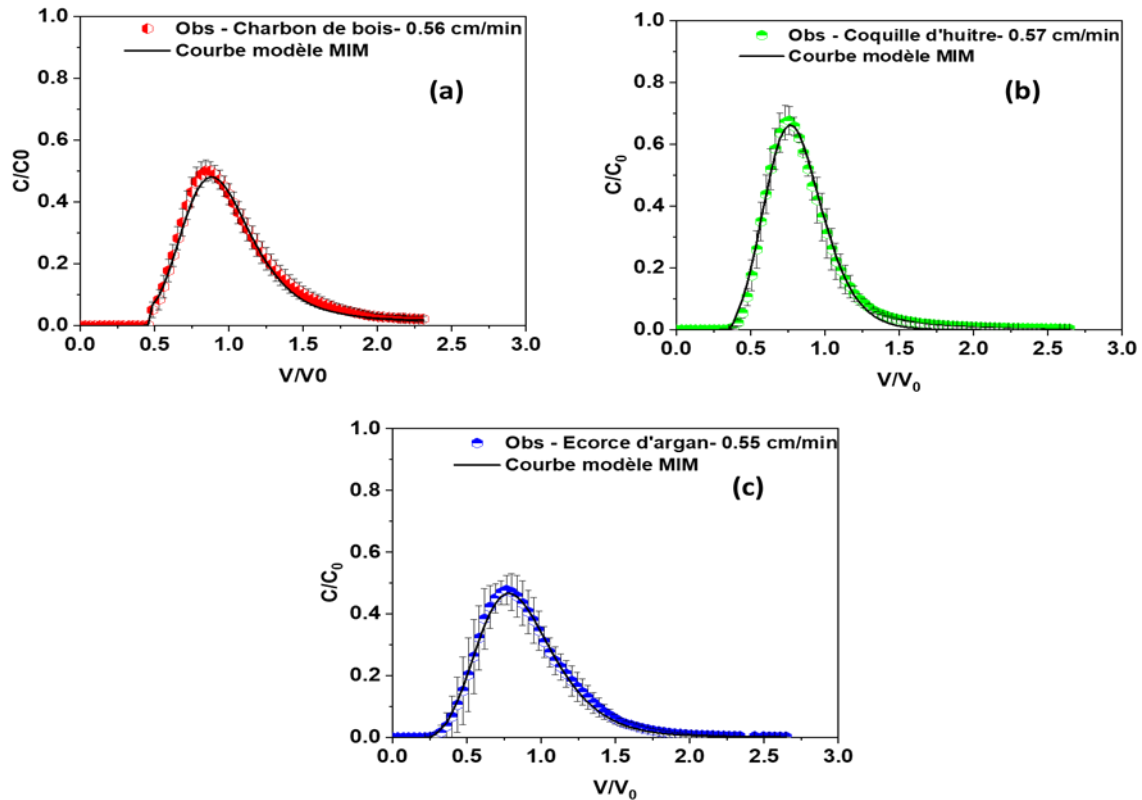 Obs - Charbon de bois- 0.56 cm/min
Courbe modèle MIM
(a)
1.0
0.8
0.6
0.4
0.2
0.0
C/C0
0.0 0.5 1.0 1.5 2.0 2.5 3.0
V/V0
Obs - Coquille d'huitre- 0.57 cm/min
Courbe modèle MIM
(b)
1.0
0.8
0.6
0.4
0.2
0.0
C/C₀
0.0 0.5 1.0 1.5 2.0 2.5 3.0
V/V₀
Obs - Ecorce d'argan- 0.55 cm/min
Courbe modèle MIM
(c)
1.0
0.8
0.6
0.4
0.2
0.0
C/C₀
0.0 0.5 1.0 1.5 2.0 2.5 3.0
V/V₀